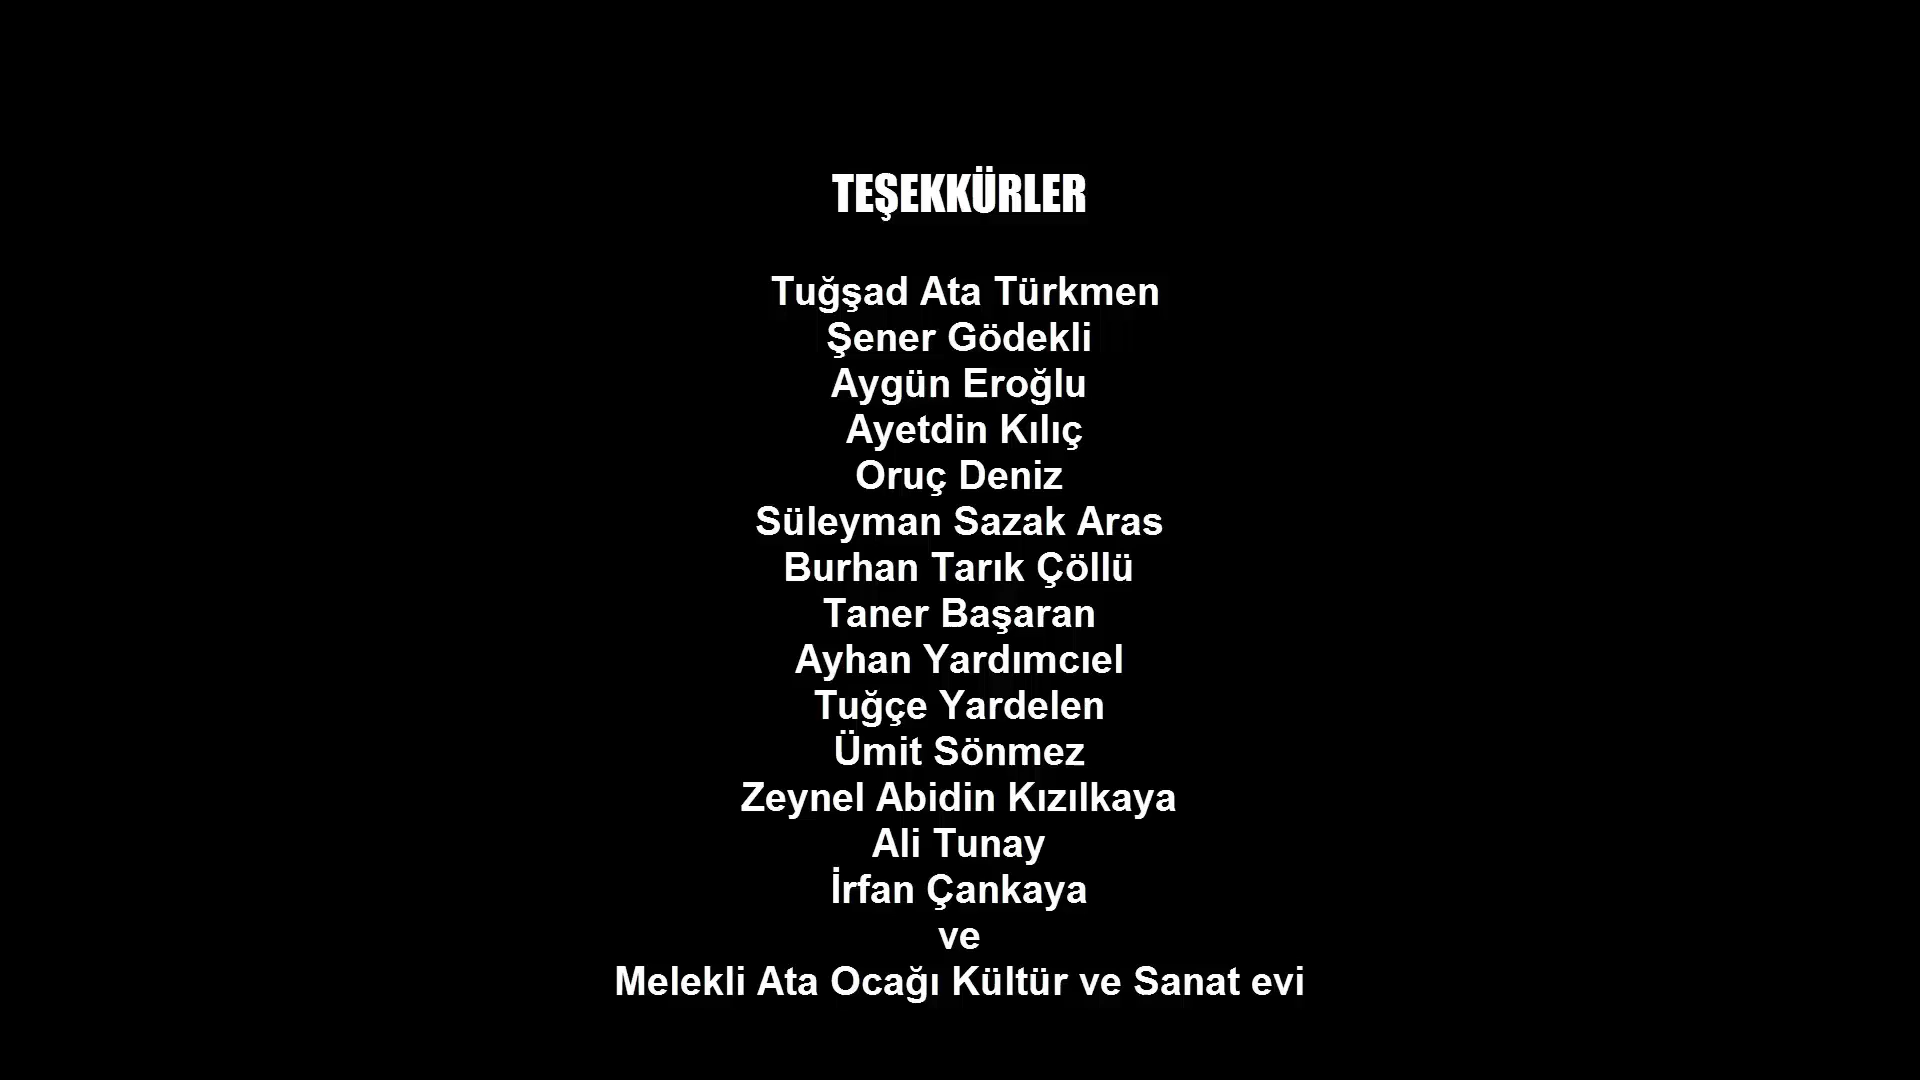 TEŞEKKÜRLER
Tuğşad Ata Türkmen
Şener Gödekli
Aygün Eroğlu
Ayetdin Kılıç
Oruç Deniz
Süleyman Sazak Aras
Burhan Tarık Çöllü
Taner Başaran
Ayhan Yardımcıel
Tuğçe Yardelen
Ümit Sönmez
Zeynel Abidin Kızılkaya
Ali Tunay
İrfan Çankaya
ve
Melekli Ata Ocağı Kültür ve Sanat evi